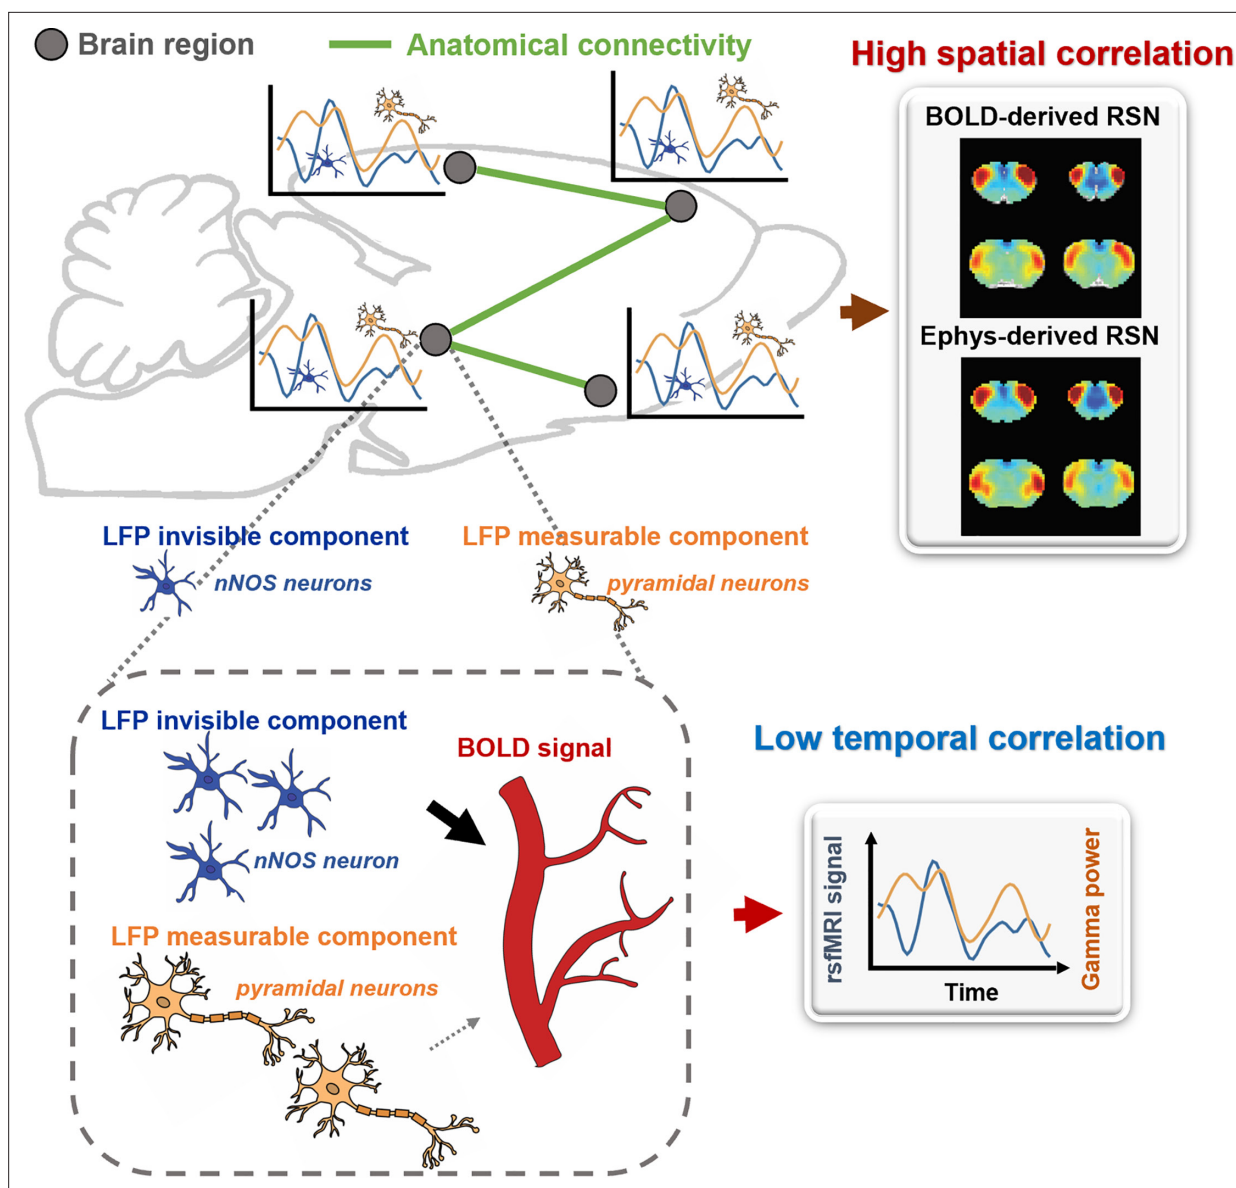 Brain region
Anatomical connectivity
High spatial correlation
BOLD-derived RSN
Ephys-derived RSN
LFP invisible component
nNOS neurons
LFP measurable component
pyramidal neurons
LFP invisible component
nNOS neuron
BOLD signal
LFP measurable component
pyramidal neurons
Low temporal correlation
rsfMRI signal
Gamma power
Time